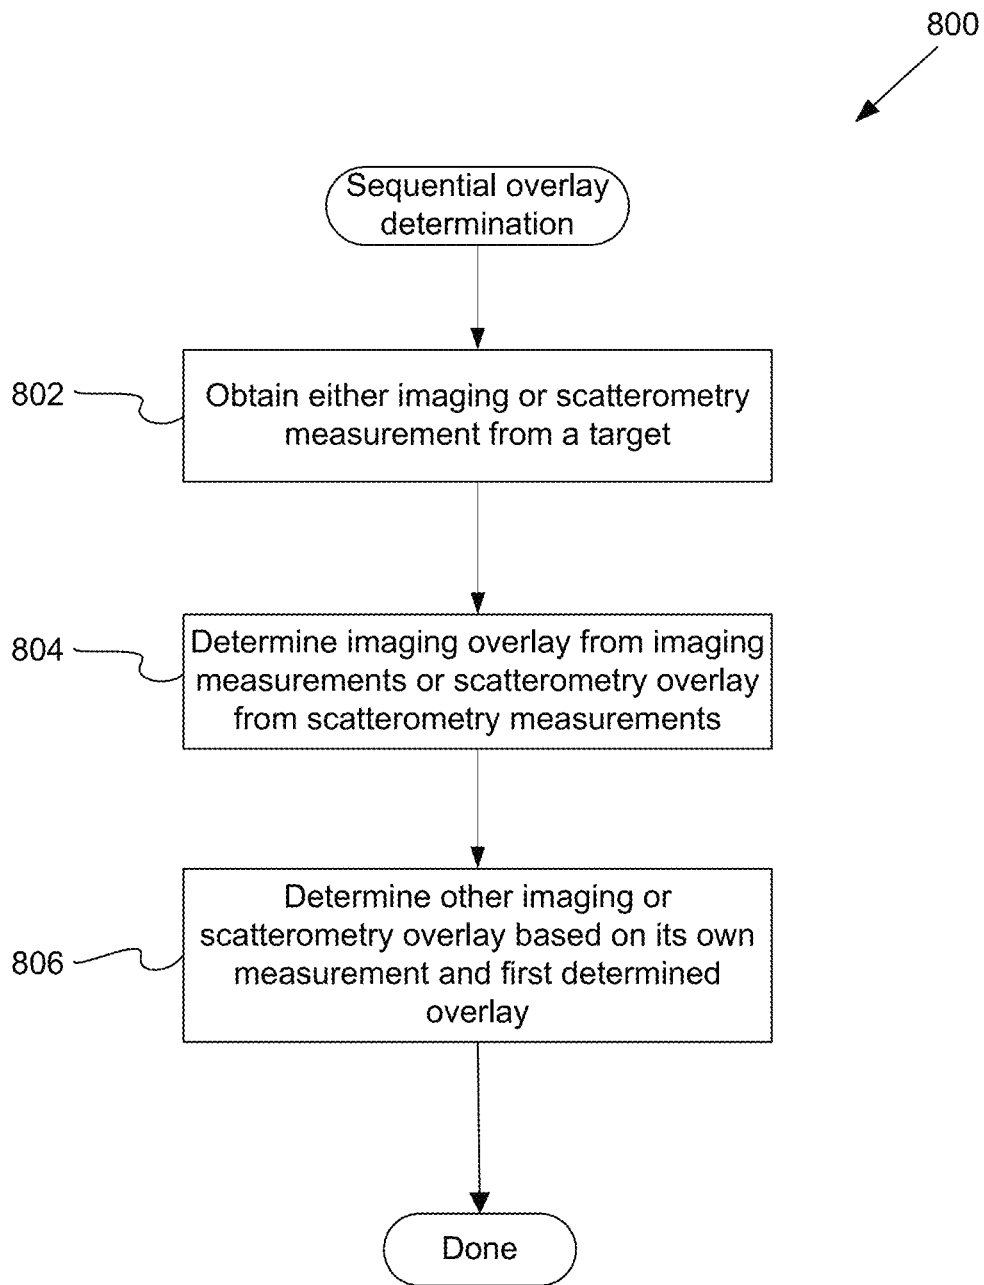 800
Sequential overlay
determination
802
Obtain either imaging or scatterometry
measurement from a target
804
Determine imaging overlay from imaging
measurements or scatterometry overlay
from scatterometry measurements
806
Determine other imaging or
scatterometry overlay based on its own
measurement and first determined
overlay
Done